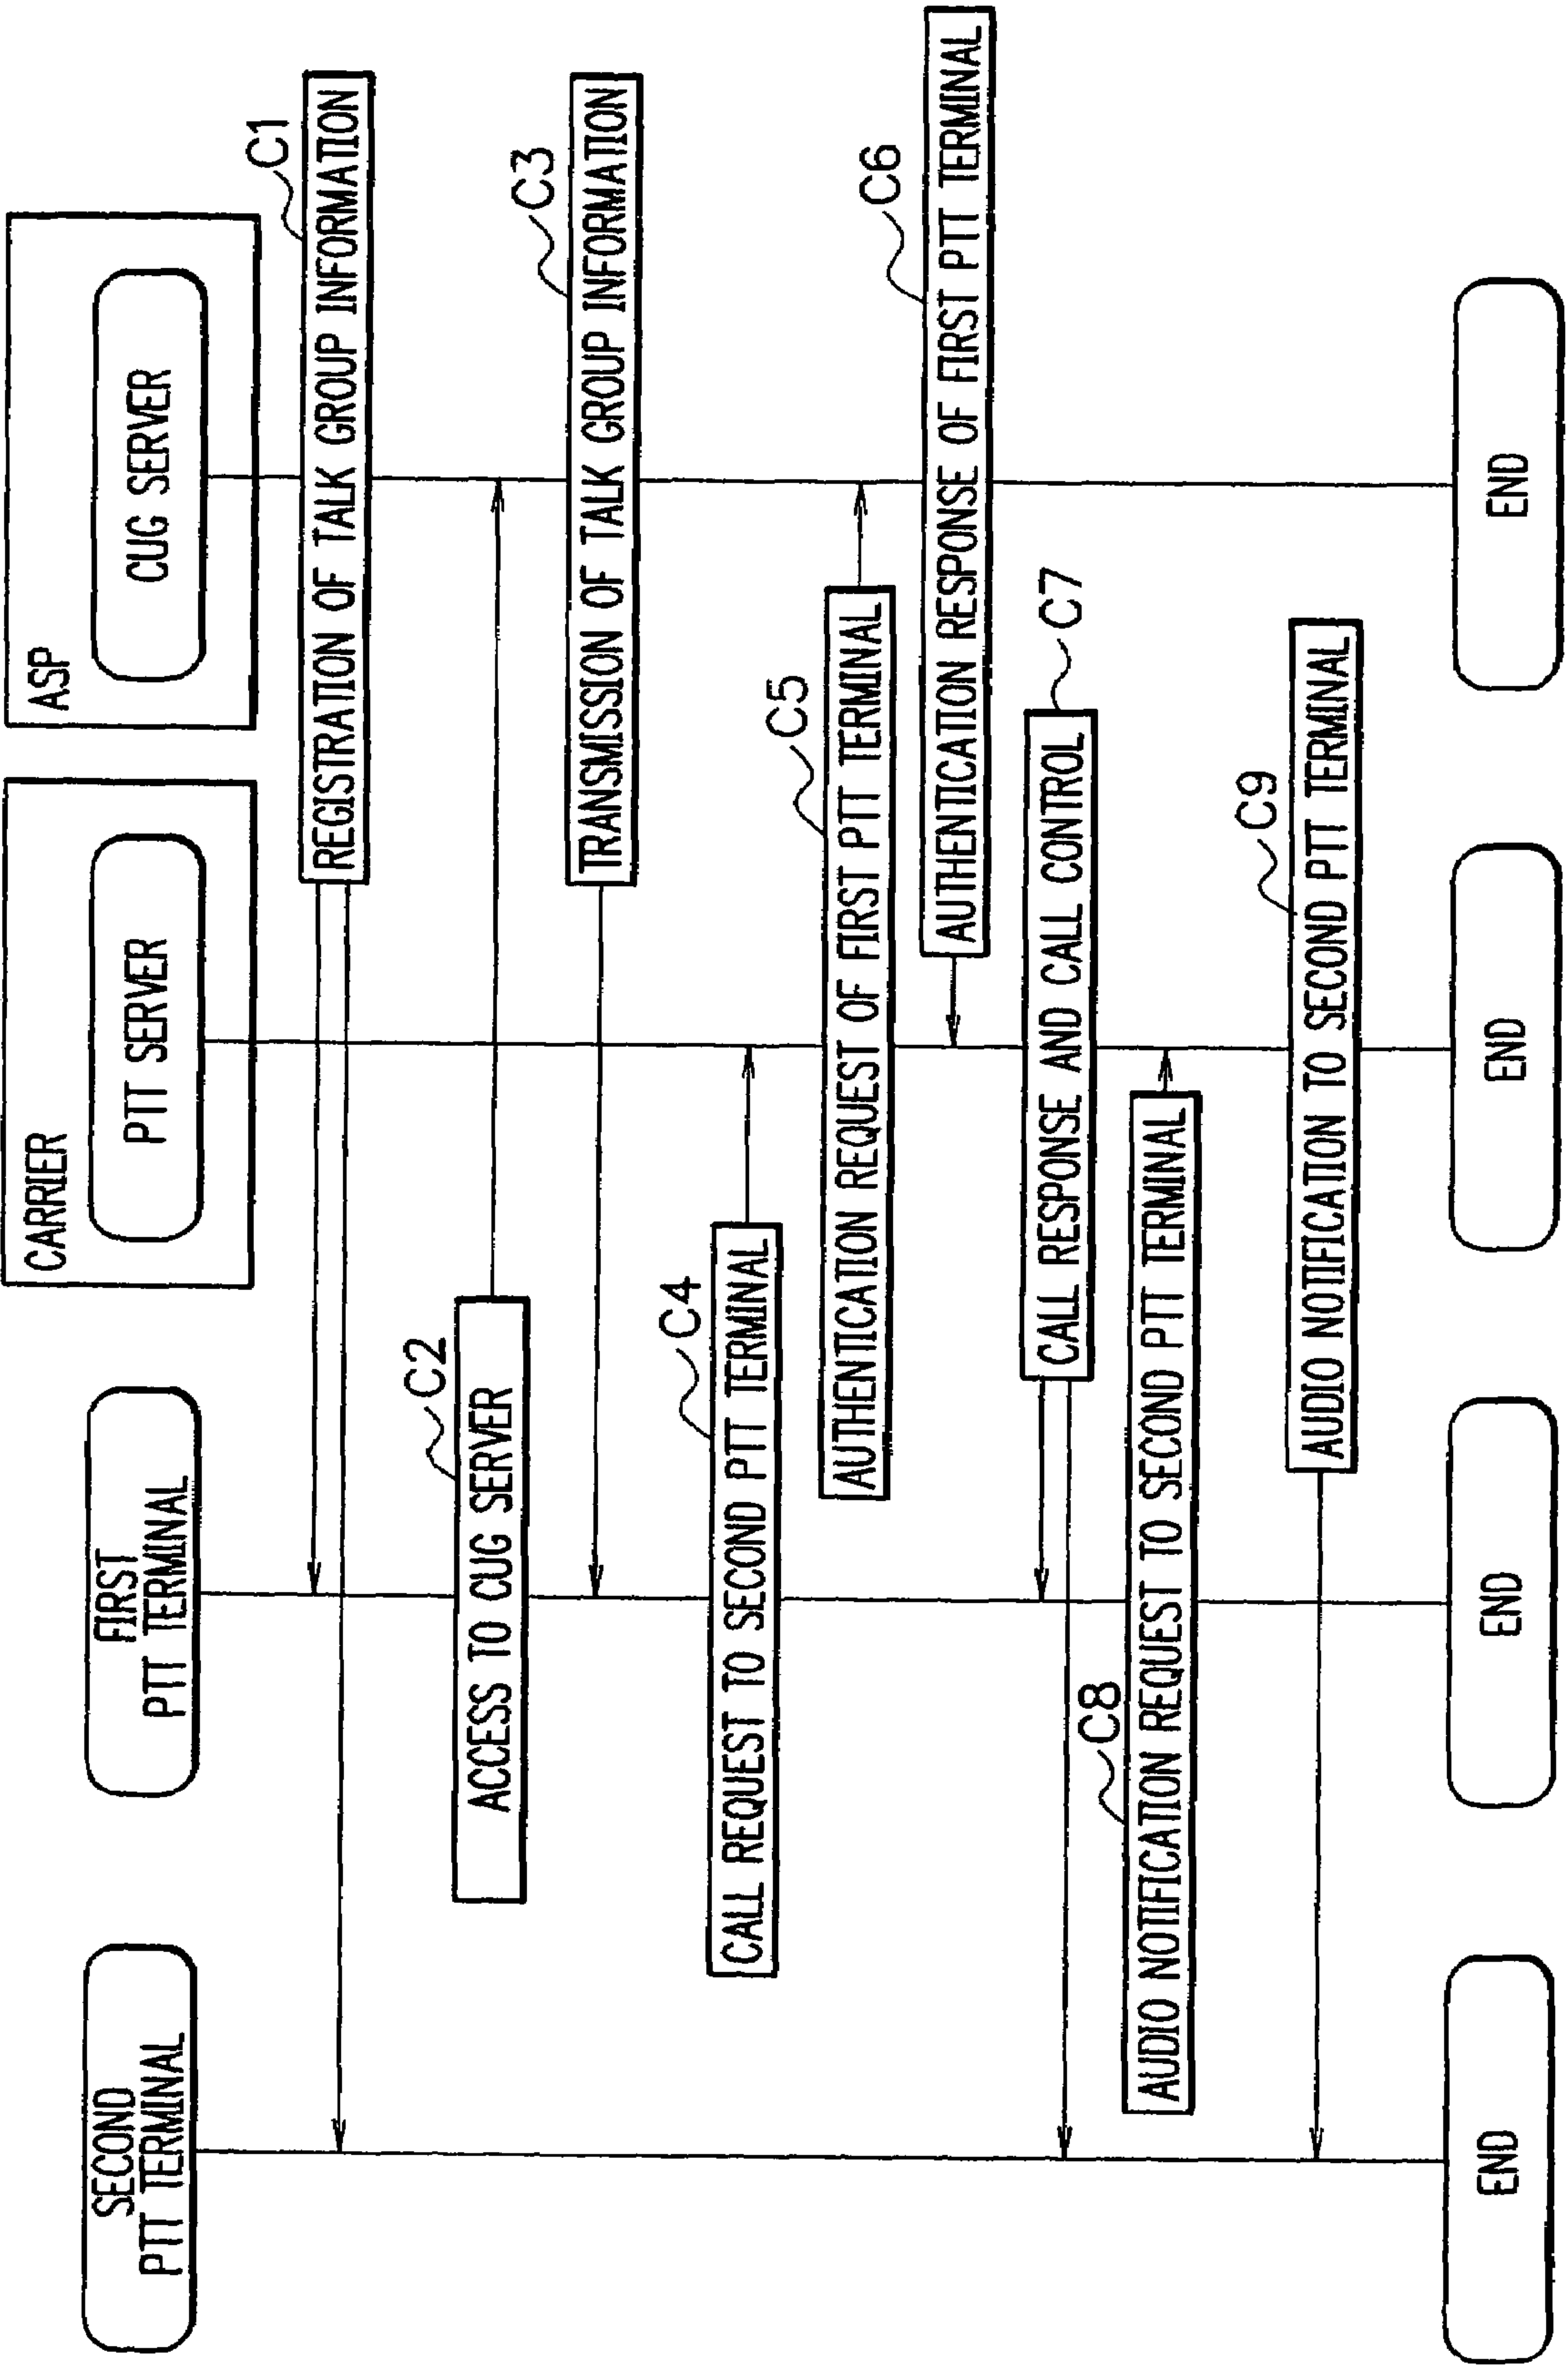 SECOND
PTT TERMINAL
FIRST
PTT TERMINAL
CARRIER
PTT SERVER
ASP
CUG SERVER
C1
REGISTRATION OF TALK GROUP INFORMATION
C2
ACCESS TO CUG SERVER
C3
TRANSMISSION OF TALK GROUP INFORMATION
C4
CALL REQUEST TO SECOND PTT TERMINAL
C5
AUTHENTICATION REQUEST OF FIRST PTT TERMINAL
C6
AUTHENTICATION RESPONSE OF FIRST PTT TERMINAL
C7
CALL RESPONSE AND CALL CONTROL
C8
AUDIO NOTIFICATION REQUEST TO SECOND PTT TERMINAL
C9
AUDIO NOTIFICATION TO SECOND PTT TERMINAL
END
END
END
END